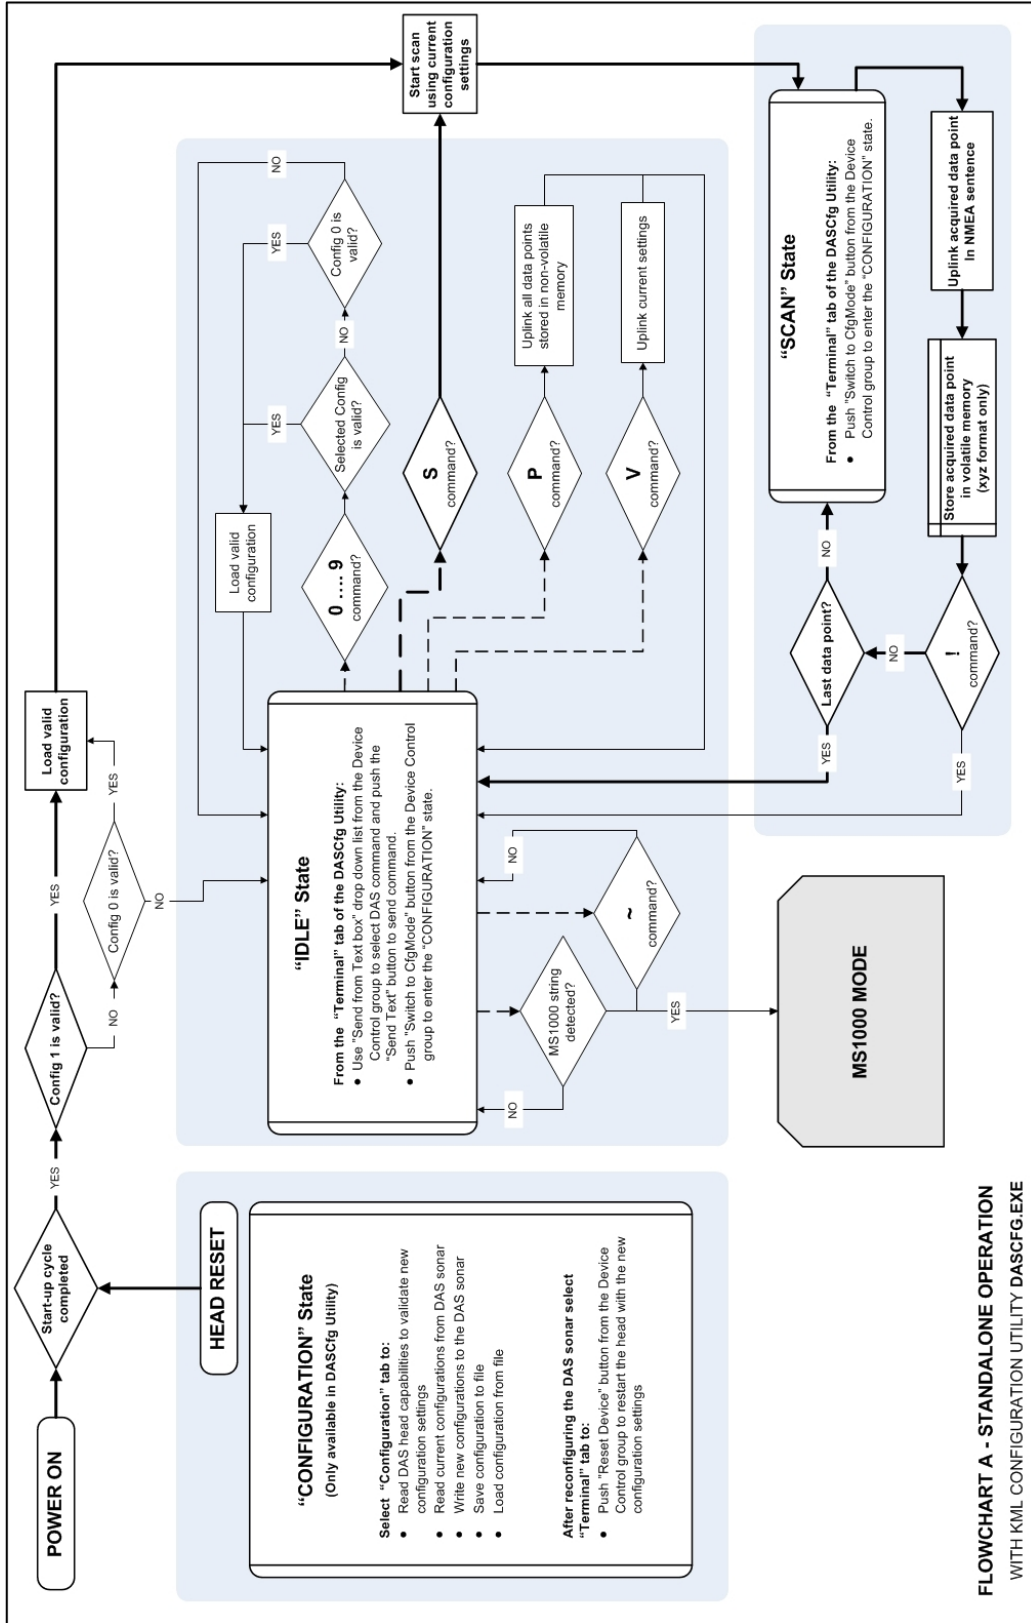 POWER ON
Start-up cycle
completed
YES
Config 1 is valid?
YES
NO
Config 0 is valid?
YES
NO
Load valid
configuration
Start scan
using current
configuration
settings
HEAD RESET
“CONFIGURATION” State
(Only available in DASCfg Utility)
Select “Configuration” tab to:
● Read DAS head capabilities to validate new
configuration settings
● Read current configurations from DAS sonar
● Write new configurations to the DAS sonar
● Save configuration to file
● Load configuration from file
After reconfiguring the DAS sonar select
“Terminal” tab to:
● Push "Reset Device” button from the Device
Control group to restart the head with the new
configuration settings
“IDLE” State
From the “Terminal” tab of the DASCfg Utility:
● Use "Send from Text box” drop down list from the Device
Control group to select DAS command and push the
“Send Text” button to send command.
● Push "Switch to CfgMode” button from the Device Control
group to enter the “CONFIGURATION” state.
Load valid
configuration
YES
YES
NO
0 .... 9
command?
Selected Config
is valid?
NO
Config 0 is
valid?
S
command?
P
command?
Uplink all data points
stored in non-volatile
memory
V
command?
Uplink current settings
NO
MS1000 string
detected?
NO
~
command?
YES
MS1000 MODE
“SCAN” State
From the “Terminal” tab of the DASCfg Utility:
● Push "Switch to CfgMode” button from the Device
Control group to enter the “CONFIGURATION” state.
Uplink acquired data point
In NMEA sentence
Store acquired data point
in volatile memory
(xyz format only)
!
command?
YES
NO
Last data point?
YES
NO
FLOWCHART A - STANDALONE OPERATION
WITH KML CONFIGURATION UTILITY DASCFG.EXE